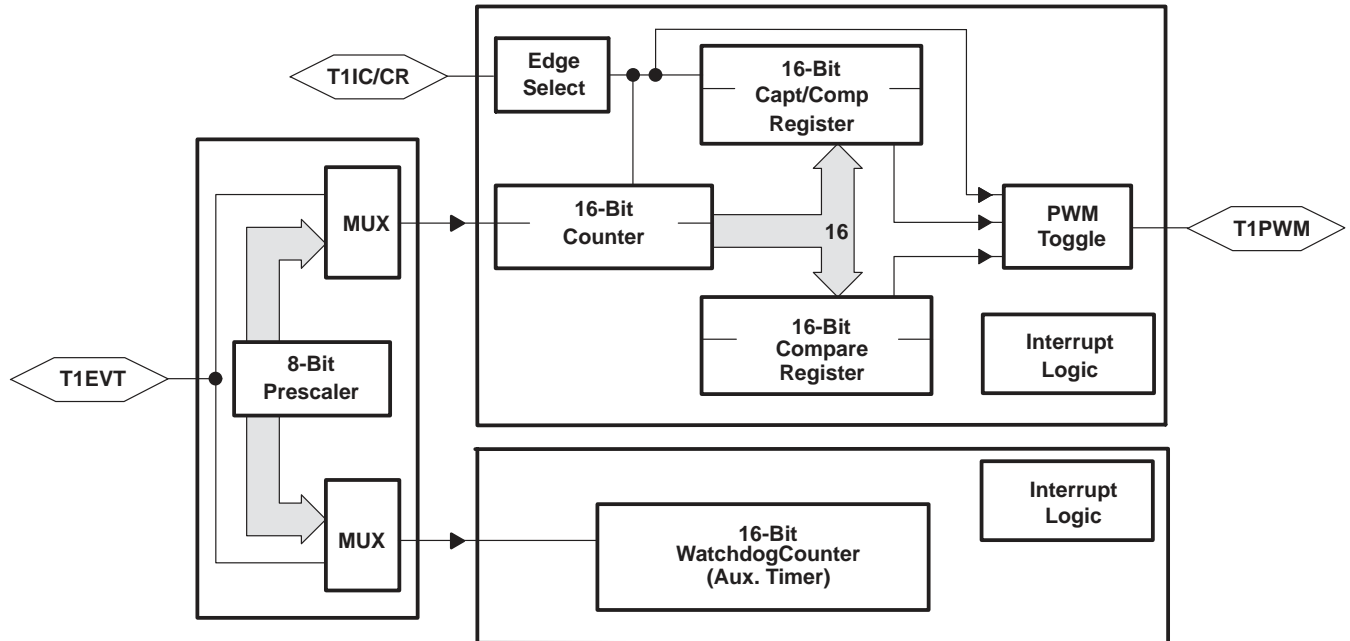 Edge
Select
T1IC/CR
16-Bit
Capt/Comp
Register
MUX
16-Bit
Counter
16
PWM
Toggle
T1PWM
16-Bit
Compare
Register
Interrupt
Logic
T1EVT
8-Bit
Prescaler
MUX
16-Bit
WatchdogCounter
(Aux. Timer)
Interrupt
Logic